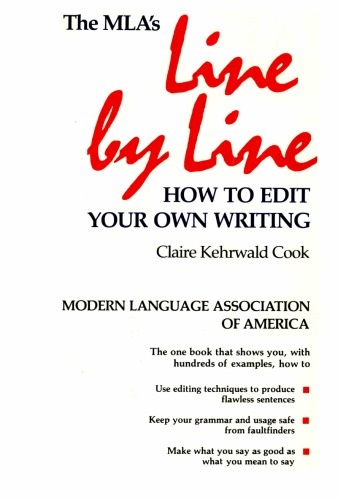 The MLA's
Line
by Line
HOW TO EDIT
YOUR OWN WRITING
Claire Kehrwald Cook
MODERN LANGUAGE ASSOCIATION
OF AMERICA
The one book that shows you, with
hundreds of examples, how to
Use editing techniques to produce
flawless sentences
Keep your grammar and usage safe
from faultfinders
Make what you say as good as
what you mean to say